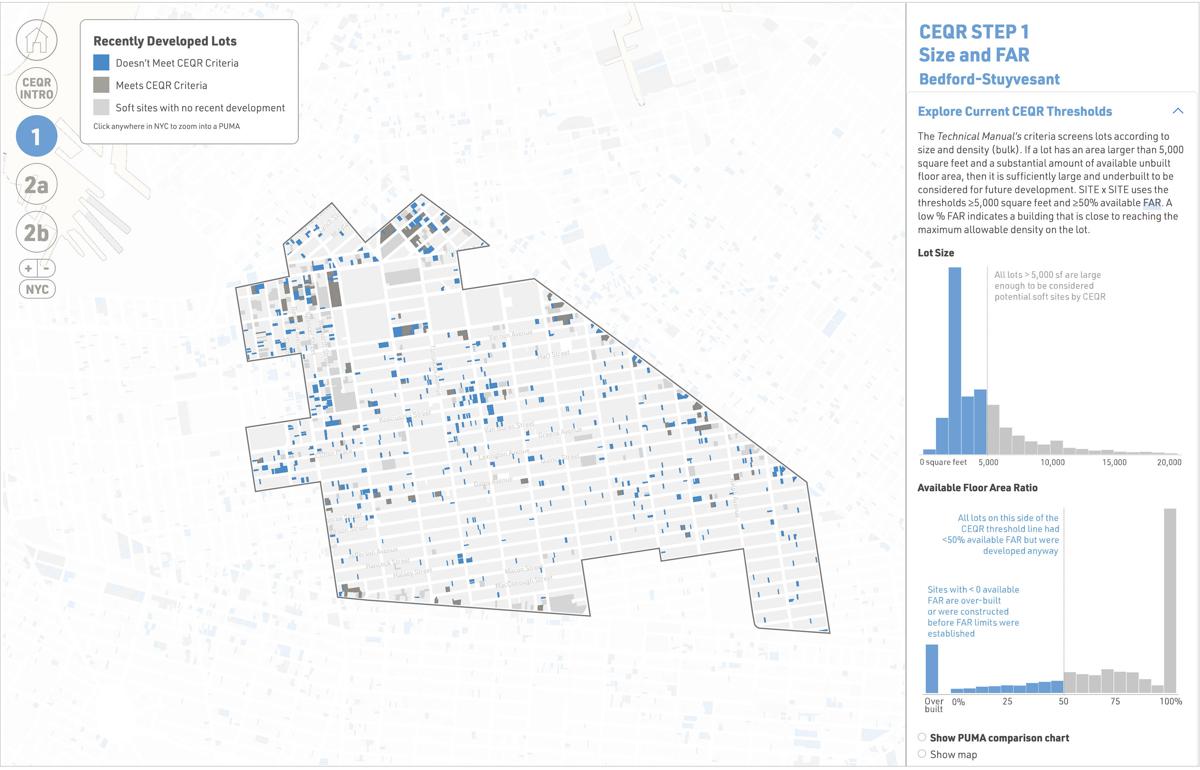 CEQR
INTRO
1
2a
2b
+ -
NYC
Recently Developed Lots
Doesn't Meet CEQR Criteria
Meets CEQR Criteria
Soft sites with no recent development
Click anywhere in NYC to zoom into a PUMA
CEQR STEP 1
Size and FAR
Bedford-Stuyvesant
Explore Current CEQR Thresholds
The Technical Manual's criteria screens lots according to
size and density (bulk). If a lot has an area larger than 5,000
square feet and a substantial amount of available unbuilt
floor area, then it is sufficiently large and underbuilt to be
considered for future development. SITE x SITE uses the
thresholds ≥5,000 square feet and ≥50% available FAR. A
low % FAR indicates a building that is close to reaching the
maximum allowable density on the lot.
Lot Size
All lots > 5,000 sf are large
enough to be considered
potential soft sites by CEQR
0 square feet 5,000 10,000 15,000 20,000
Available Floor Area Ratio
All lots on this side of the
CEQR threshold line had
<50% available FAR but were
developed anyway
Sites with < 0 available
FAR are over-built
or were constructed
before FAR limits were
established
Over
built
0% 25 50 75 100%
Show PUMA comparison chart
Show map